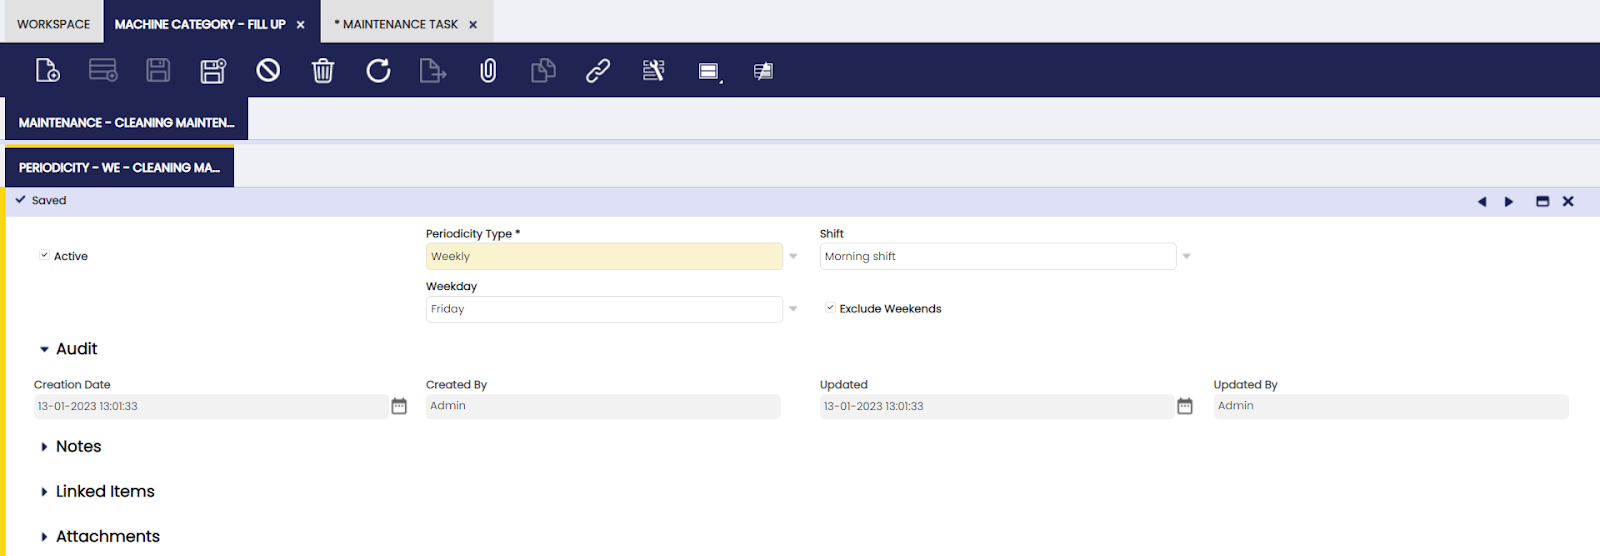 WORKSPACE MACHINE CATEGORY - FILL UP × * MAINTENANCE TASK ×
MAINTENANCE - CLEANING MAINTEN...
PERIODICITY - WE - CLEANING MA...
Saved
Periodicity Type * Shift
Active Weekly Morning shift
Weekday
Friday Exclude Weekends
Audit
Creation Date Created By Updated Updated By
13-01-2023 13:01:33 Admin 13-01-2023 13:01:33 Admin
Notes
Linked Items
Attachments